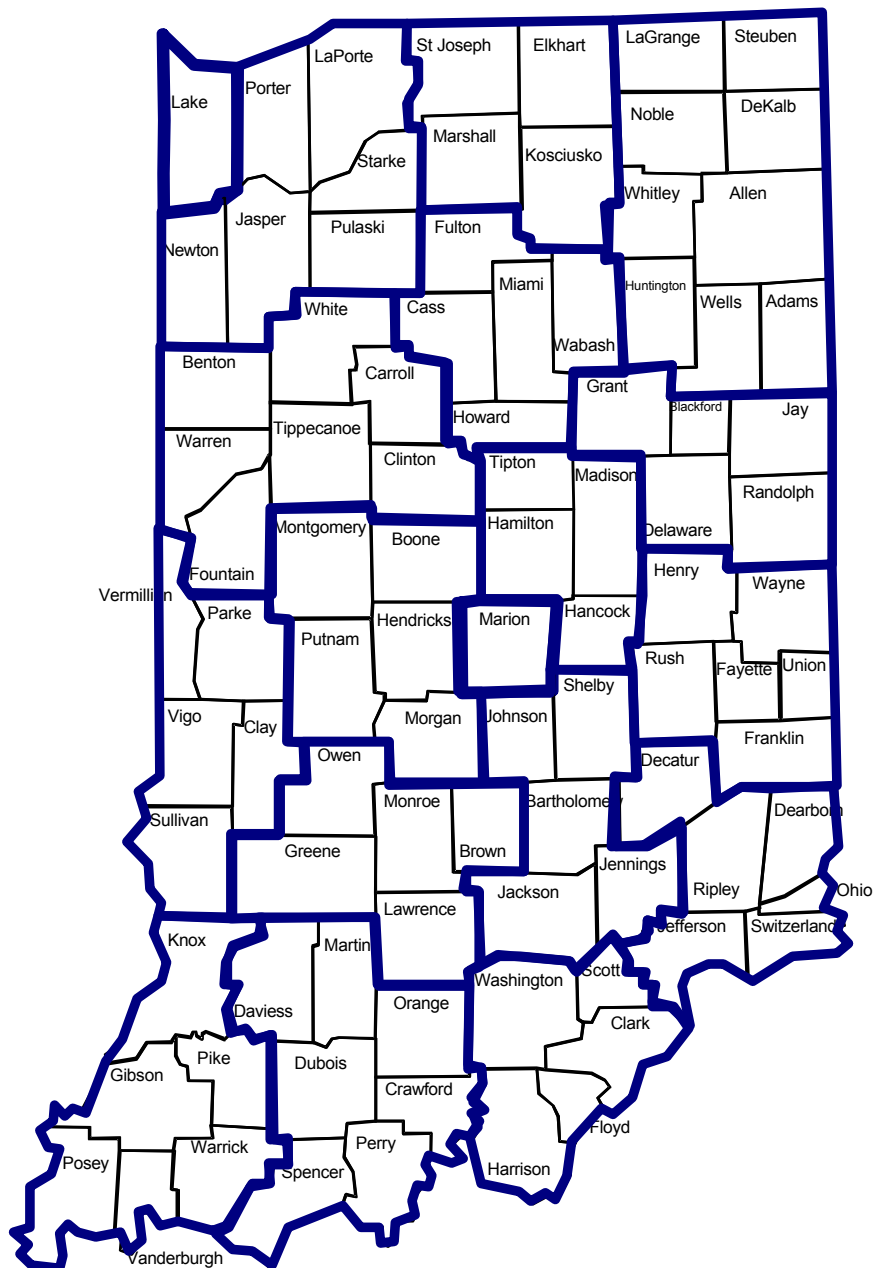 LaGrange
Steuben
St Joseph
Elkhart
LaPorte
Porter
Lake
Noble
DeKalb
Marshall
Kosciusko
Starke
Whitley
Allen
Jasper
Pulaski
Fulton
Newton
Miami
Huntington
White
Cass
Wells
Adams
Wabash
Benton
Carroll
Grant
Blackford
Jay
Howard
Warren
Tippecanoe
Clinton
Tipton
Madison
Randolph
Montgomery
Boone
Hamilton
Delaware
Fountain
Henry
Wayne
Vermillion
Parke
Putnam
Hendricks
Marion
Hancock
Rush
Fayette
Union
Shelby
Vigo
Clay
Morgan
Johnson
Franklin
Owen
Decatur
Monroe
Bartholomew
Dearborn
Sullivan
Greene
Brown
Jennings
Jackson
Ripley
Ohio
Lawrence
Jefferson
Switzerland
Knox
Martin
Washington
Scott
Daviess
Orange
Clark
Pike
Dubois
Gibson
Crawford
Floyd
Warrick
Perry
Posey
Spencer
Harrison
Vanderburgh